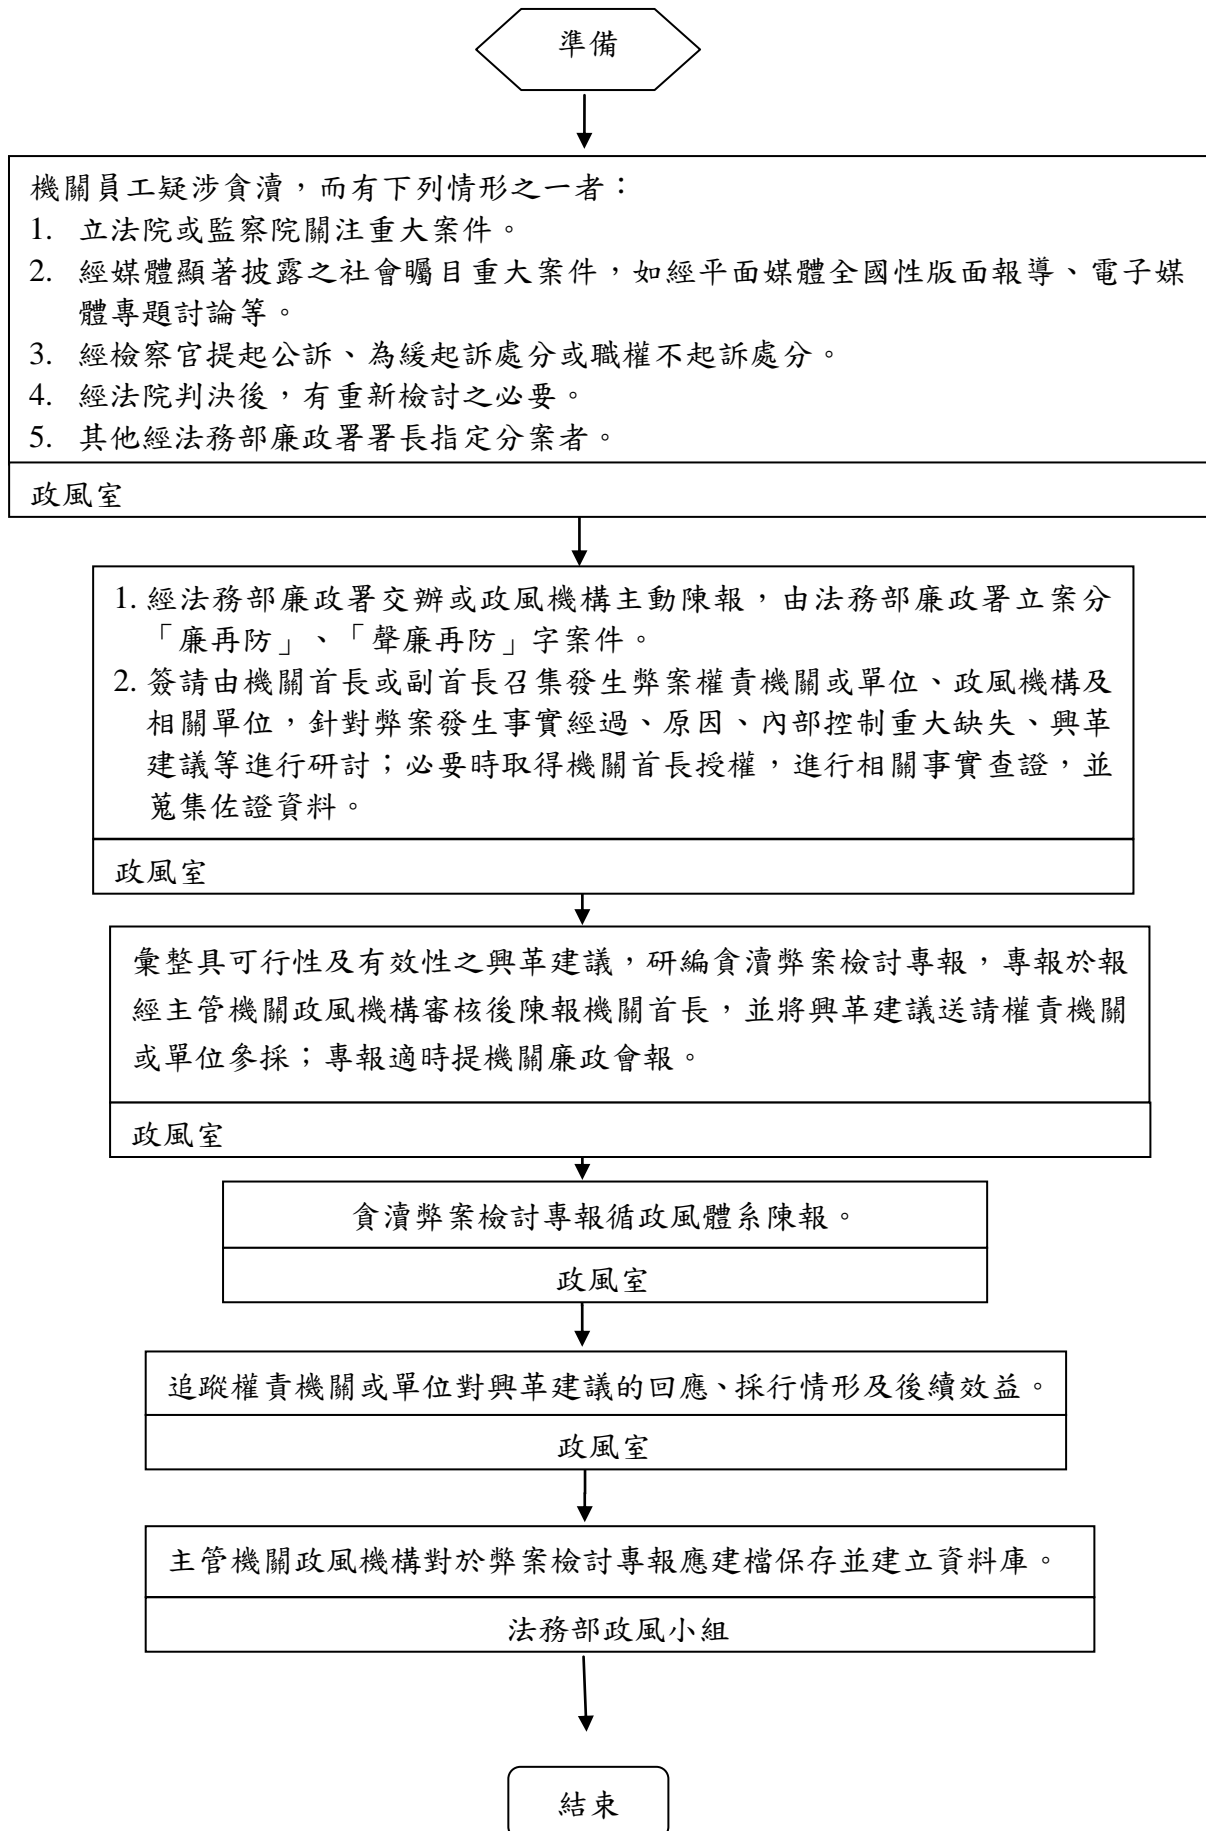 準備
機關員工疑涉貪瀆，而有下列情形之一者：
1. 立法院或監察院關注重大案件。
2. 經媒體顯著披露之社會矚目重大案件，如經平面媒體全國性版面報導、電子媒
體專題討論等。
3. 經檢察官提起公訴、為緩起訴處分或職權不起訴處分。
4. 經法院判決後，有重新檢討之必要。
5. 其他經法務部廉政署署長指定分案者。
政風室
1. 經法務部廉政署交辦或政風機構主動陳報，由法務部廉政署立案分
「廉再防」、「聲廉再防」字案件。
2. 簽請由機關首長或副首長召集發生弊案權責機關或單位、政風機構及
相關單位，針對弊案發生事實經過、原因、內部控制重大缺失、興革
建議等進行研討；必要時取得機關首長授權，進行相關事實查證，並
蒐集佐證資料。
政風室
彙整具可行性及有效性之興革建議，研編貪瀆弊案檢討專報，專報於報
經主管機關政風機構審核後陳報機關首長，並將興革建議送請權責機關
或單位參採；專報適時提機關廉政會報。
政風室
貪瀆弊案檢討專報循政風體系陳報。
政風室
追蹤權責機關或單位對興革建議的回應、採行情形及後續效益。
政風室
主管機關政風機構對於弊案檢討專報應建檔保存並建立資料庫。
法務部政風小組
結束